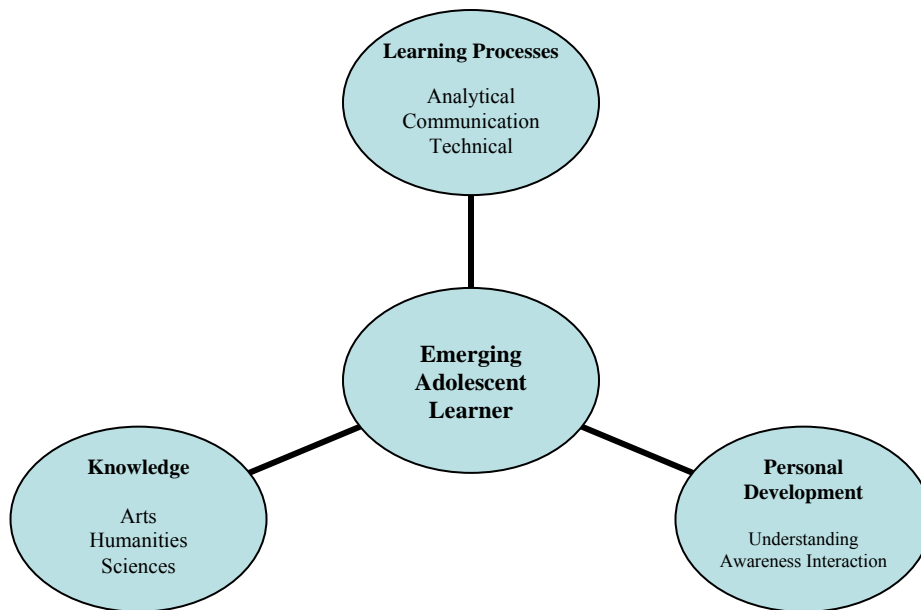 Learning Processes
Analytical
Communication
Technical
Emerging
Adolescent
Learner
Knowledge
Arts
Humanities
Sciences
Personal
Development
Understanding
Awareness Interaction